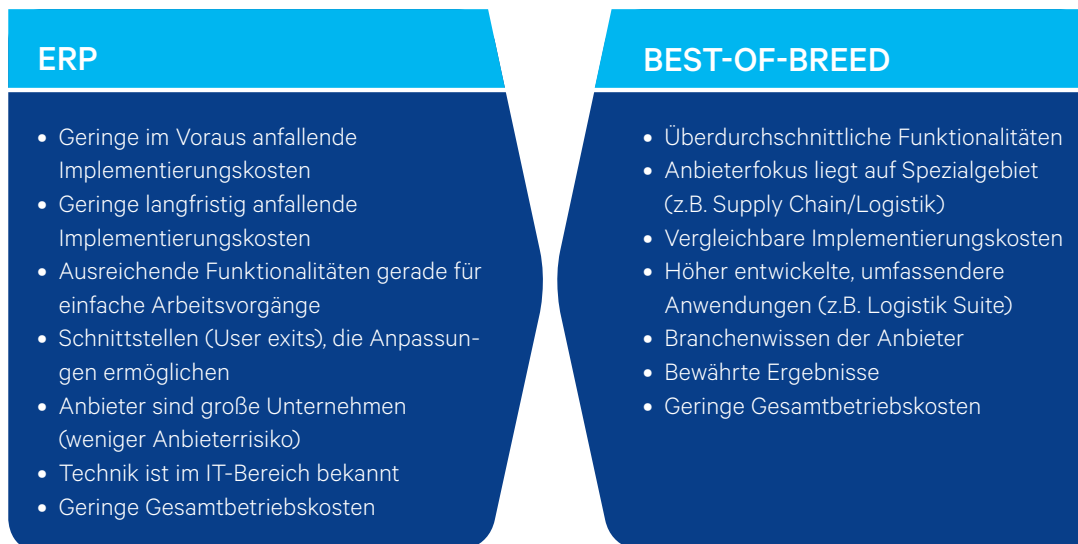 ERP
• Geringe im Voraus anfallende
Implementierungskosten
• Geringe langfristig anfallende
Implementierungskosten
• Ausreichende Funktionalitäten gerade für
einfache Arbeitsvorgänge
• Schnittstellen (User exits), die Anpassun-
gen ermöglichen
• Anbieter sind große Unternehmen
(weniger Anbieterrisiko)
• Technik ist im IT-Bereich bekannt
• Geringe Gesamtbetriebskosten
BEST-OF-BREED
• Überdurchschnittliche Funktionalitäten
• Anbieterfokus liegt auf Spezialgebiet
(z.B. Supply Chain/Logistik)
• Vergleichbare Implementierungskosten
• Höher entwickelte, umfassendere
Anwendungen (z.B. Logistik Suite)
• Branchenwissen der Anbieter
• Bewährte Ergebnisse
• Geringe Gesamtbetriebskosten